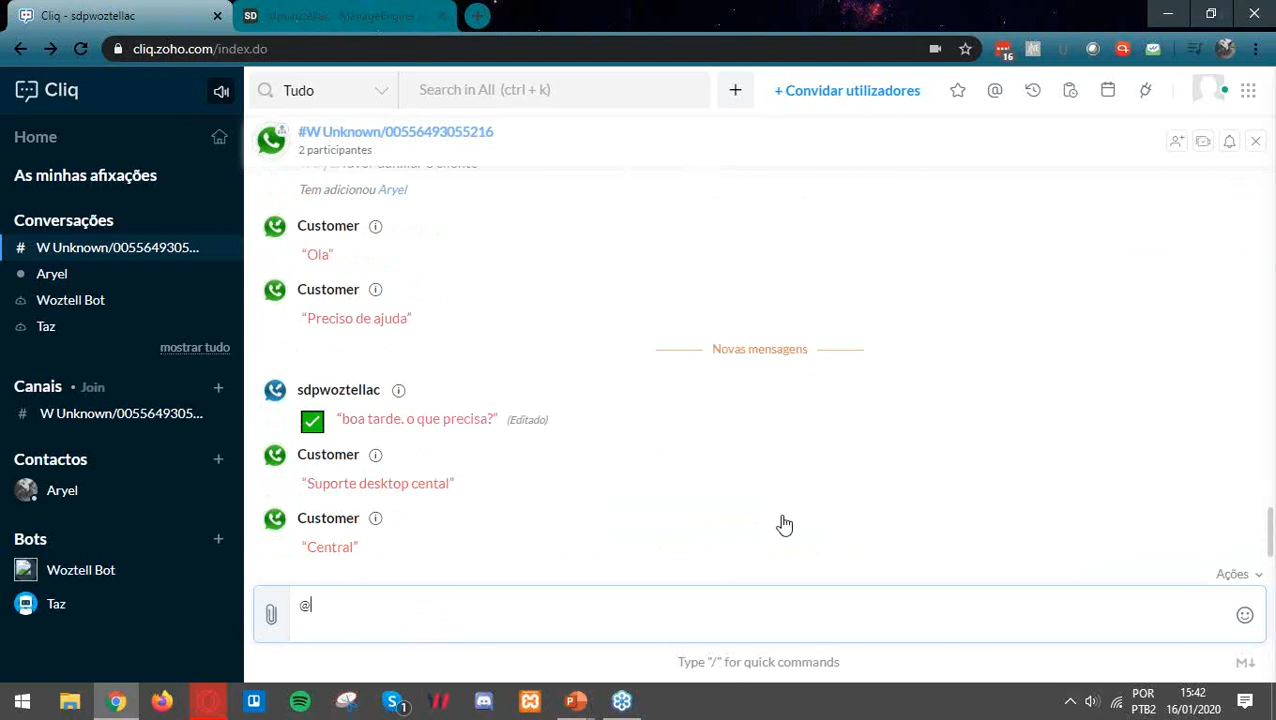 Cliq - sdpwoztellac
cliq.zoho.com/index.do
16
Cliq
Tudo
Search in All (ctrl + k)
+ Convidar utilizadores
Home
As minhas afixações
Conversações
# W Unknown/0055649305...
Aryel
Woztell Bot
Taz
mostrar tudo
Canais • Join
# W Unknown/0055649305...
Contactos
Aryel
Bots
Woztell Bot
Taz
#W Unknown/00556493055216
2 participantes
Tem adicionou Aryel
Customer
“Ola”
Customer
“Preciso de ajuda”
Novas mensagens
sdpwoztellac
“boa tarde. o que precisa?” (Editado)
Customer
“Suporte desktop cental”
Customer
“Central”
Ações
@
Type "/" for quick commands
M
1
POR
PTB2
15:42
16/01/2020